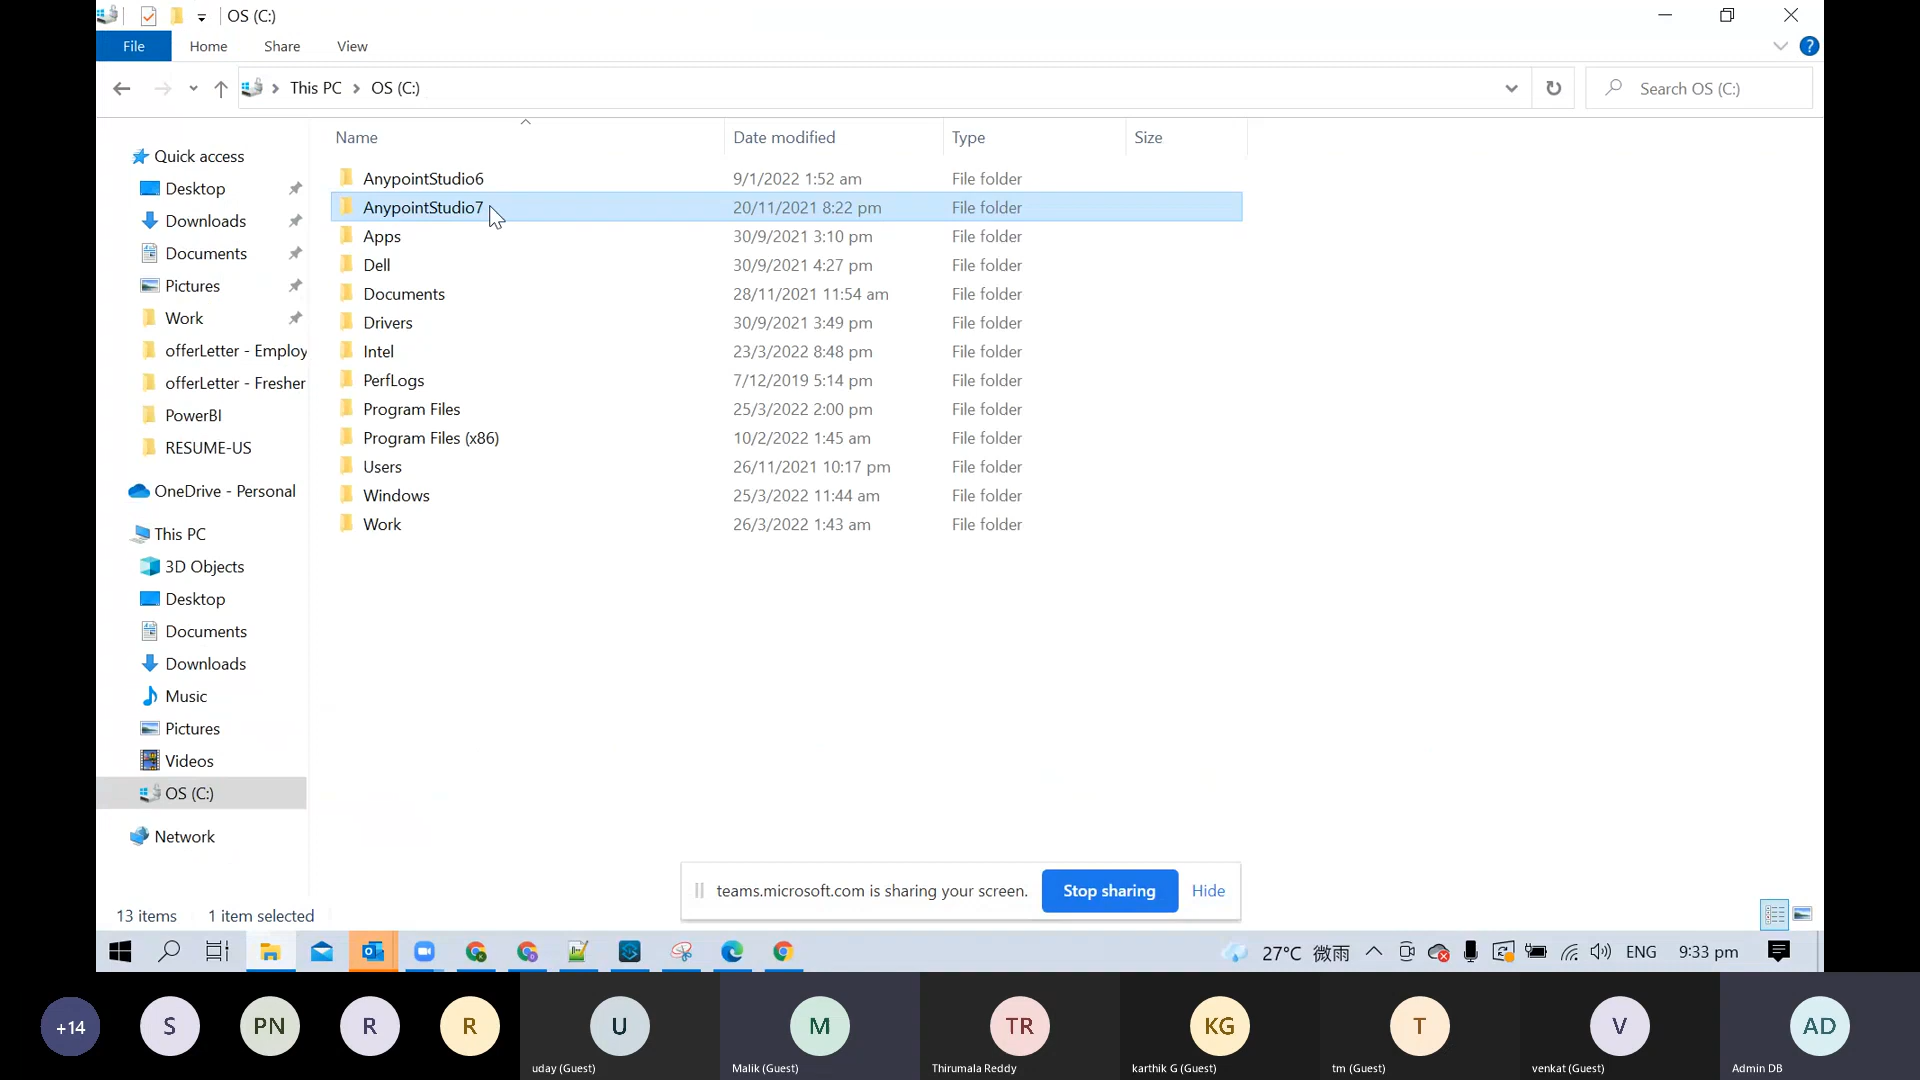 OS (C:)
File Home Share View
This PC OS (C:) Search OS (C:)
Name Date modified Type Size
Quick access
Desktop
Downloads
Documents
Pictures
Work
offerLetter - Employ
offerLetter - Fresher
PowerBI
RESUME-US
OneDrive - Personal
This PC
3D Objects
Desktop
Documents
Downloads
Music
Pictures
Videos
OS (C:)
Network
AnypointStudio6 9/1/2022 1:52 am File folder
AnypointStudio7 20/11/2021 8:22 pm File folder
Apps 30/9/2021 3:10 pm File folder
Dell 30/9/2021 4:27 pm File folder
Documents 28/11/2021 11:54 am File folder
Drivers 30/9/2021 3:49 pm File folder
Intel 23/3/2022 8:48 pm File folder
PerfLogs 7/12/2019 5:14 pm File folder
Program Files 25/3/2022 2:00 pm File folder
Program Files (x86) 10/2/2022 1:45 am File folder
Users 26/11/2021 10:17 pm File folder
Windows 25/3/2022 11:44 am File folder
Work 26/3/2022 1:43 am File folder
teams.microsoft.com is sharing your screen. Stop sharing Hide
13 items 1 item selected
27°C 微雨 ENG 9:33 pm
+14 S PN R R U M TR KG T V AD
uday (Guest) Malik (Guest) Thirumala Reddy karthik G (Guest) tm (Guest) venkat (Guest) Admin DB